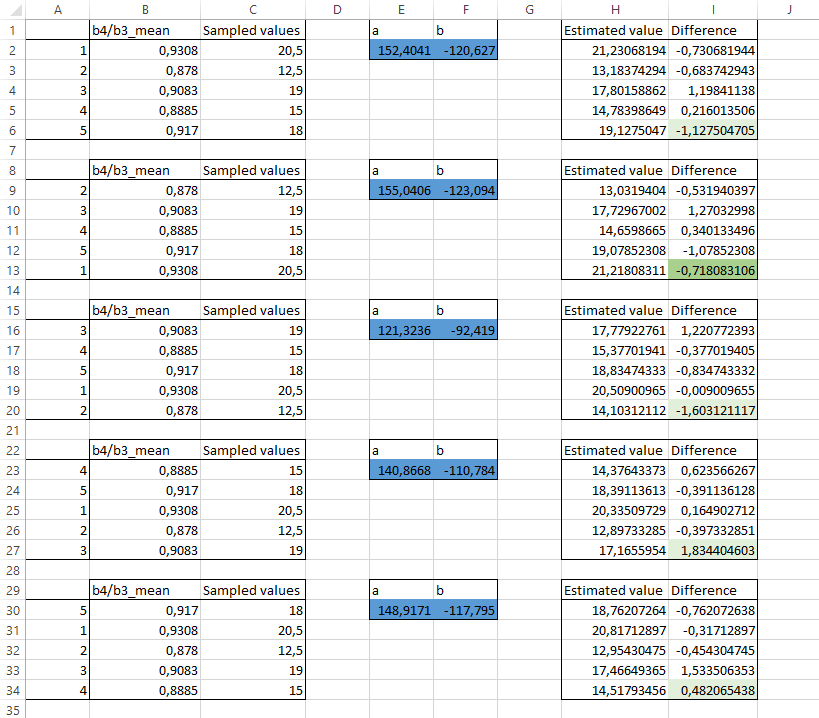 A B C D E F G H I J
1 b4/b3_mean Sampled values a b Estimated value Difference
2 1 0,9308 20,5 152,4041 -120,627 21,23068194 -0,730681944
3 2 0,878 12,5 13,18374294 -0,683742943
4 3 0,9083 19 17,80158862 1,19841138
5 4 0,8885 15 14,78398649 0,216013506
6 5 0,917 18 19,1275047 -1,127504705
7
8 b4/b3_mean Sampled values a b Estimated value Difference
9 2 0,878 12,5 155,0406 -123,094 13,0319404 -0,531940397
10 3 0,9083 19 17,72967002 1,27032998
11 4 0,8885 15 14,6598665 0,340133496
12 5 0,917 18 19,07852308 -1,07852308
13 1 0,9308 20,5 21,21808311 -0,718083106
14
15 b4/b3_mean Sampled values a b Estimated value Difference
16 3 0,9083 19 121,3236 -92,419 17,77922761 1,220772393
17 4 0,8885 15 15,37701941 -0,377019405
18 5 0,917 18 18,83474333 -0,834743332
19 1 0,9308 20,5 20,50900965 -0,009009655
20 2 0,878 12,5 14,10312112 -1,603121117
21
22 b4/b3_mean Sampled values a b Estimated value Difference
23 4 0,8885 15 140,8668 -110,784 14,37643373 0,623566267
24 5 0,917 18 18,39113613 -0,391136128
25 1 0,9308 20,5 20,33509729 0,164902712
26 2 0,878 12,5 12,89733285 -0,397332851
27 3 0,9083 19 17,1655954 1,834404603
28
29 b4/b3_mean Sampled values a b Estimated value Difference
30 5 0,917 18 148,9171 -117,795 18,76207264 -0,762072638
31 1 0,9308 20,5 20,81712897 -0,31712897
32 2 0,878 12,5 12,95430475 -0,454304745
33 3 0,9083 19 17,46649365 1,533506353
34 4 0,8885 15 14,51793456 0,482065438
35